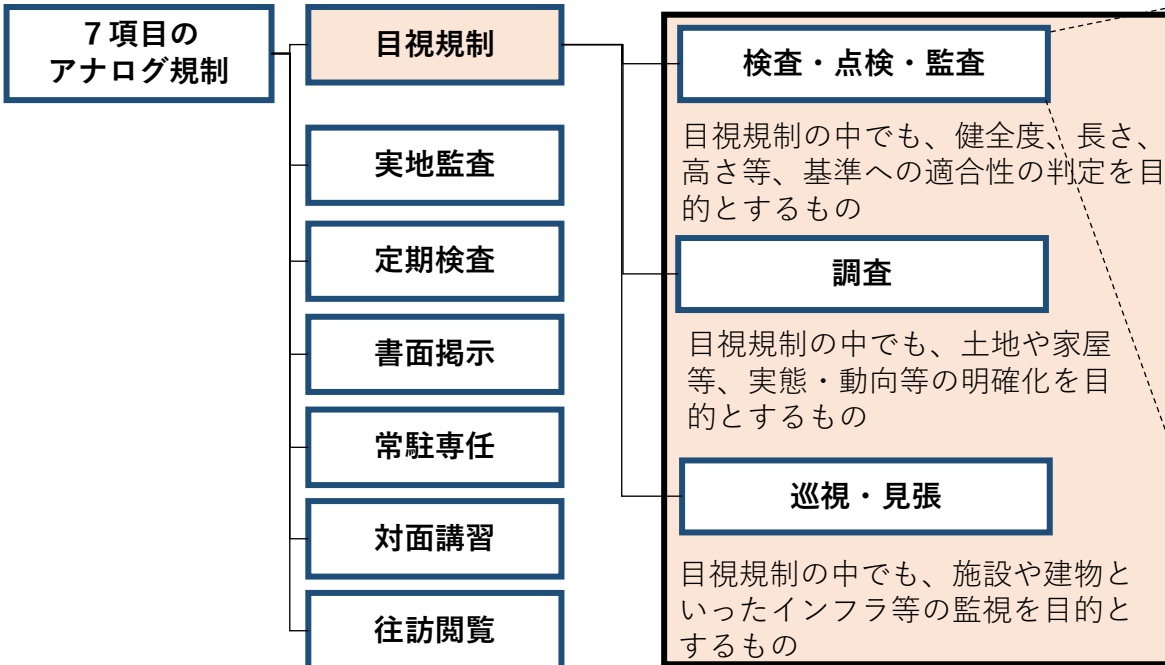 ７項目の
アナログ規制
目視規制
実地監査
定期検査
書面掲示
常駐専任
対面講習
往訪閲覧
検査・点検・監査
目視規制の中でも、健全度、長さ、
高さ等、基準への適合性の判定を目
的とするもの
調査
目視規制の中でも、土地や家屋
等、実態・動向等の明確化を目
的とするもの
巡視・見張
目視規制の中でも、施設や建物と
いったインフラ等の監視を目的と
するもの